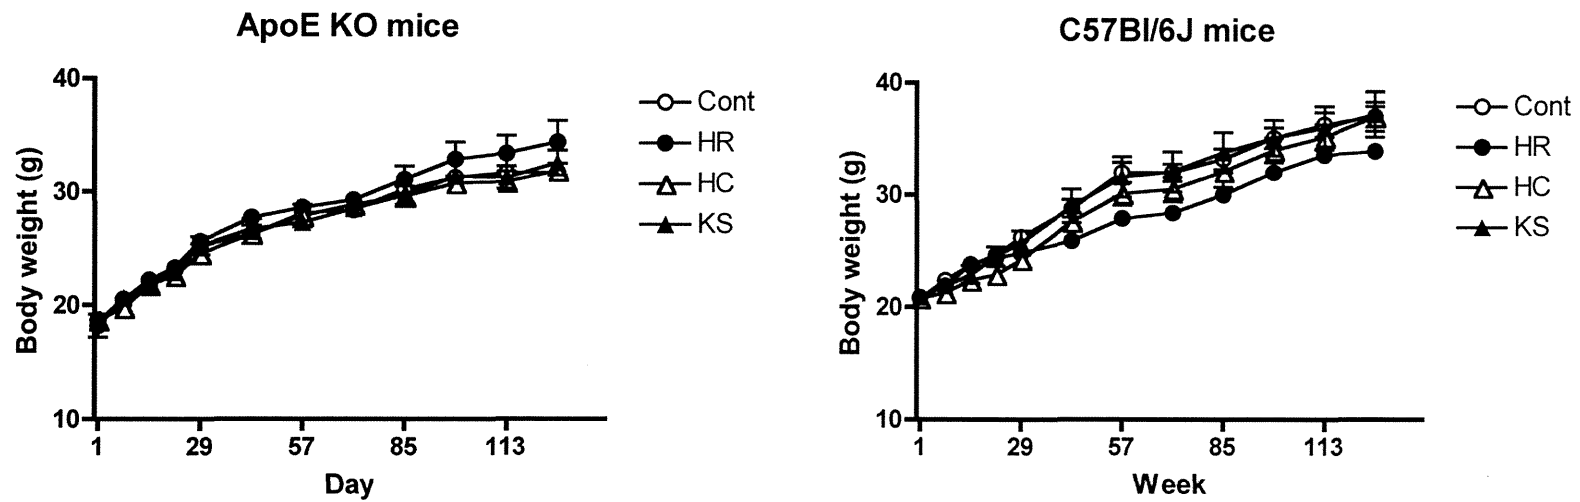 ApoE KO mice
40
30
20
10
Body weight (g)
1 29 57 85 113
Day
Cont
HR
HC
KS
C57Bl/6J mice
40
30
20
10
Body weight (g)
1 29 57 85 113
Week
Cont
HR
HC
KS